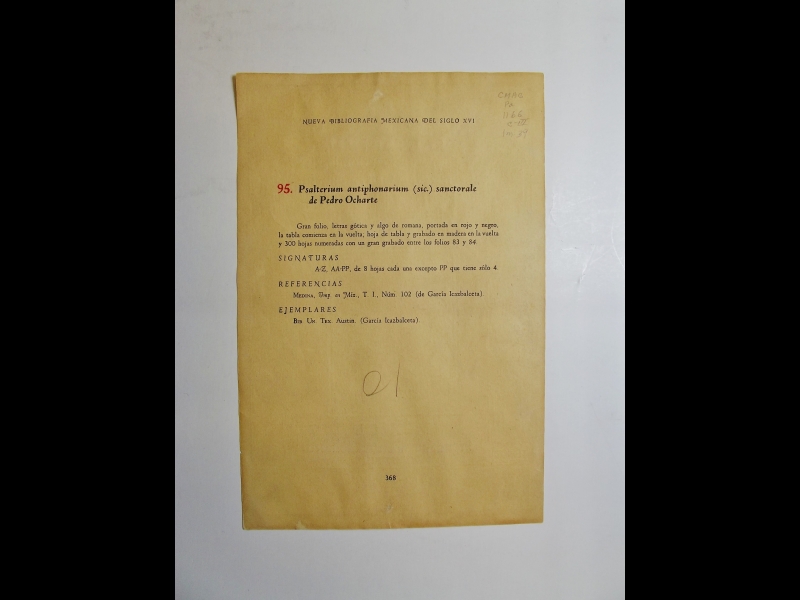 NUEVA BIBLIOGRAFIA MEXICANA DEL SIGLO XVI
95. Psalterium antiphonarium (sic.) sanctorale
de Pedro Ocharte
Gran folio, letras gótica y algo de romana, portada en rojo y negro,
la tabla comienza en la vuelta; hoja de tabla y grabado en madera en la vuelta
y 300 hojas numeradas con un gran grabado entre los folios 83 y 84.
SIGNATURAS
A-Z, AA-PP, de 8 hojas cada una excepto PP que tiene sólo 4.
REFERENCIAS
Medina, Imp. en Méx., T. I., Núm. 102 (de García Icazbalceta)
EJEMPLARES
Bib. Un. Tex. Austin. (García Icazbalceta)
01
368